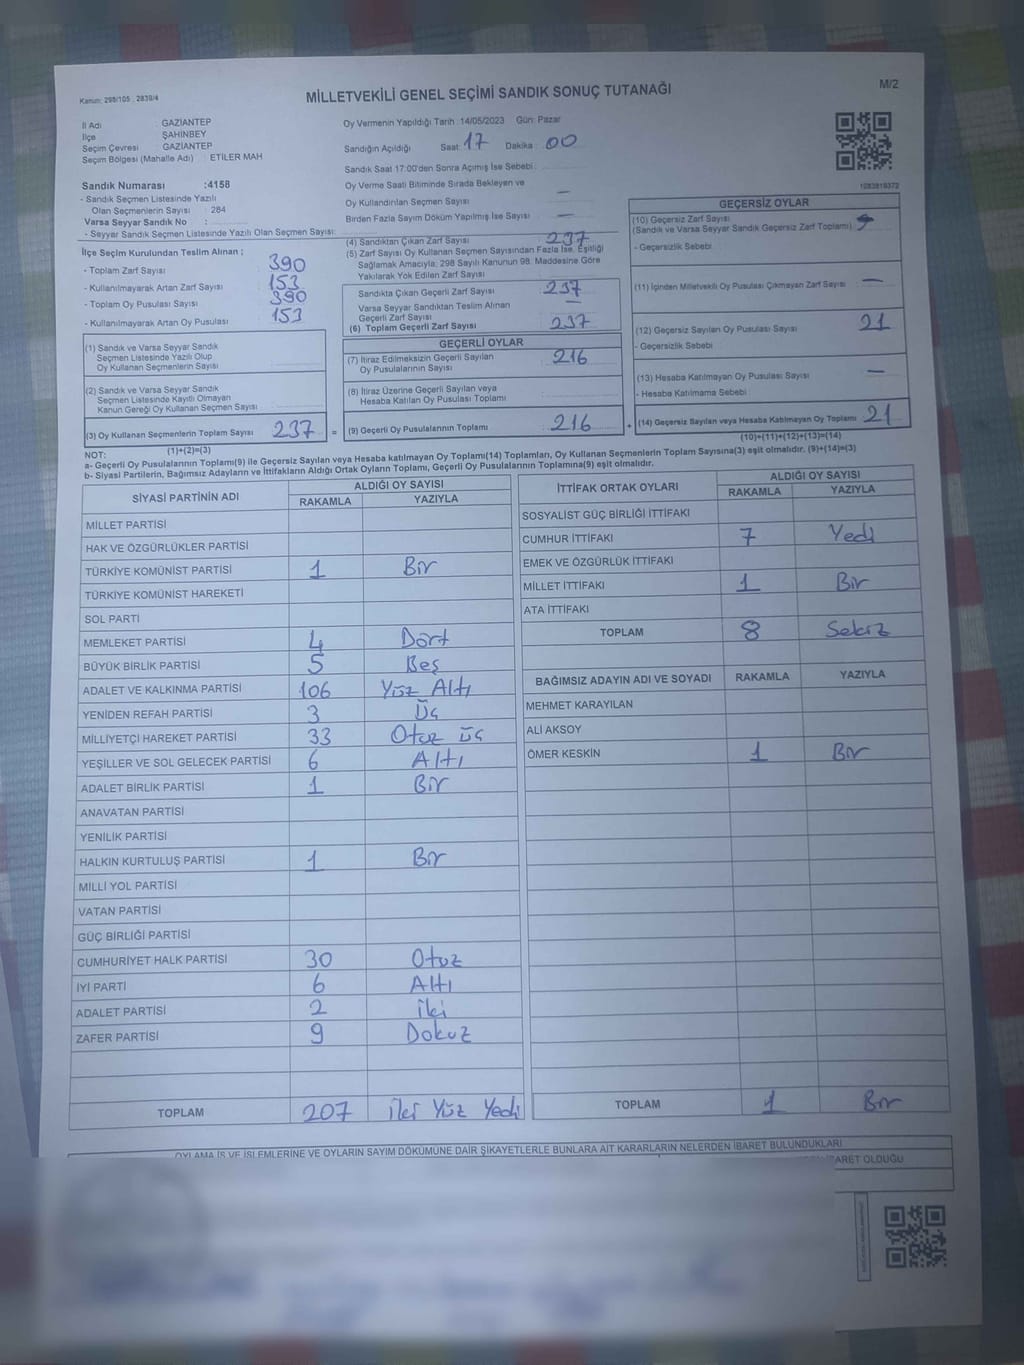 Kanun: 298/105 2839/4
MİLLETVEKİLİ GENEL SEÇİMİ SANDIK SONUÇ TUTANAĞI
M/2
İl Adı : GAZİANTEP
İlçe ŞAHİNBEY
Seçim Çevresi GAZİANTEP
Seçim Bölgesi (Mahalle Adı) ETİLER MAH
Sandık Numarası :4158
- Sandık Seçmen Listesinde Yazılı
Olan Seçmenlerin Sayısı : 284
Varsa Seyyar Sandık No :
- Seyyar Sandık Seçmen Listesinde Yazılı Olan Seçmen Sayısı:
Oy Vermenin Yapıldığı Tarih :14/05/2023 Gün: Pazar
Sandığın Açıldığı Saat: 17 Dakika: 00
Sandık Saat 17:00'den Sonra Açımış İse Sebebi:
Oy Verme Saati Bitiminde Sırada Bekleyen ve
Oy Kullandırılan Seçmen Sayısı —
Birden Fazla Sayım Döküm Yapılmış İse Sayısı —
1083819372
İlçe Seçim Kurulundan Teslim Alınan ;
- Toplam Zarf Sayısı 390
- Kullanılmayarak Artan Zarf Sayısı : 153
- Toplam Oy Pusulası Sayısı 390
- Kullanılmayarak Artan Oy Pusulası 153
(1) Sandık ve Varsa Seyyar Sandık
Seçmen Listesinde Yazılı Olup
Oy Kullanan Seçmenlerin Sayısı
(2) Sandık ve Varsa Seyyar Sandık
Seçmen Listesinde Kayıtlı Olmayan
Kanun Gereği Oy Kullanan Seçmen Sayısı
(3) Oy Kullanan Seçmenlerin Toplam Sayısı 237 =
(1)+(2)=(3)
(4) Sandıktan Çıkan Zarf Sayısı 237
(5) Zarf Sayısı Oy Kullanan Seçmen Sayısından Fazla İse, Eşitliği
Sağlamak Amacıyla; 298 Sayılı Kanunun 98. Maddesine Göre
Yakılarak Yok Edilen Zarf Sayısı
Sandıkta Çıkan Geçerli Zarf Sayısı 237
Varsa Seyyar Sandıktan Teslim Alınan
Geçerli Zarf Sayısı —
(6) Toplam Geçerli Zarf Sayısı 237
GEÇERLİ OYLAR
(7) İtiraz Edilmeksizin Geçerli Sayılan
Oy Pusulalarının Sayısı 216
(8) İtiraz Üzerine Geçerli Sayılan veya
Hesaba Katılan Oy Pusulası Toplamı
(9) Geçerli Oy Pusulalarının Toplamı 216 +
GEÇERSİZ OYLAR
(10) Geçersiz Zarf Sayısı
(Sandık ve Varsa Seyyar Sandık Geçersiz Zarf Toplamı)
- Geçersizlik Sebebi
(11) İçinden Milletvekili Oy Pusulası Çıkmayan Zarf Sayısı —
(12) Geçersiz Sayılan Oy Pusulası Sayısı 21
- Geçersizlik Sebebi
(13) Hesaba Katılmayan Oy Pusulası Sayısı —
- Hesaba Katılmama Sebebi
(14) Geçersiz Sayılan veya Hesaba Katılmayan Oy Toplamı 21
(10)+(11)+(12)+(13)=(14)
NOT:
a- Geçerli Oy Pusulalarının Toplamı(9) ile Geçersiz Sayılan veya Hesaba katılmayan Oy Toplamı(14) Toplamları, Oy Kullanan Seçmenlerin Toplam Sayısına(3) eşit olmalıdır. (9)+(14)=(3)
b- Siyasi Partilerin, Bağımsız Adayların ve İttifakların Aldığı Ortak Oyların Toplamı, Geçerli Oy Pusulalarının Toplamına(9) eşit olmalıdır.
SİYASİ PARTİNİN ADI ALDIĞI OY SAYISI
RAKAMLA YAZIYLA
MİLLET PARTİSİ
HAK VE ÖZGÜRLÜKLER PARTİSİ
TÜRKİYE KOMÜNİST PARTİSİ 1 Bir
TÜRKİYE KOMÜNİST HAREKETİ
SOL PARTİ
MEMLEKET PARTİSİ 4 Dört
BÜYÜK BİRLİK PARTİSİ 5 Beş
ADALET VE KALKINMA PARTİSİ 106 Yüz Altı
YENİDEN REFAH PARTİSİ 3 Üç
MİLLİYETÇİ HAREKET PARTİSİ 33 Otuz üç
YEŞİLLER VE SOL GELECEK PARTİSİ 6 Altı
ADALET BİRLİK PARTİSİ 1 Bir
ANAVATAN PARTİSİ
YENİLİK PARTİSİ
HALKIN KURTULUŞ PARTİSİ 1 Bir
MİLLİ YOL PARTİSİ
VATAN PARTİSİ
GÜÇ BİRLİĞİ PARTİSİ
CUMHURİYET HALK PARTİSİ 30 Otuz
İYİ PARTİ 6 Altı
ADALET PARTİSİ 2 İki
ZAFER PARTİSİ 9 Dokuz
TOPLAM 207 iki Yüz Yedi
İTTİFAK ORTAK OYLARI ALDIĞI OY SAYISI
RAKAMLA YAZIYLA
SOSYALİST GÜÇ BİRLİĞİ İTTİFAKI
CUMHUR İTTİFAKI 7 Yedi
EMEK VE ÖZGÜRLÜK İTTİFAKI
MİLLET İTTİFAKI 1 Bir
ATA İTTİFAKI
TOPLAM 8 Sekiz
BAĞIMSIZ ADAYIN ADI VE SOYADI RAKAMLA YAZIYLA
MEHMET KARAYILAN
ALİ AKSOY
ÖMER KESKİN 1 Bir
TOPLAM 1 Bir
OYLAMA İŞ VE İŞLEMLERİNE VE OYLARIN SAYIM DÖKÜMÜNE DAİR ŞİKAYETLERLE BUNLARA AİT KARARLARIN NELERDEN İBARET BULUNDUKLARI
BARET OLDUĞU